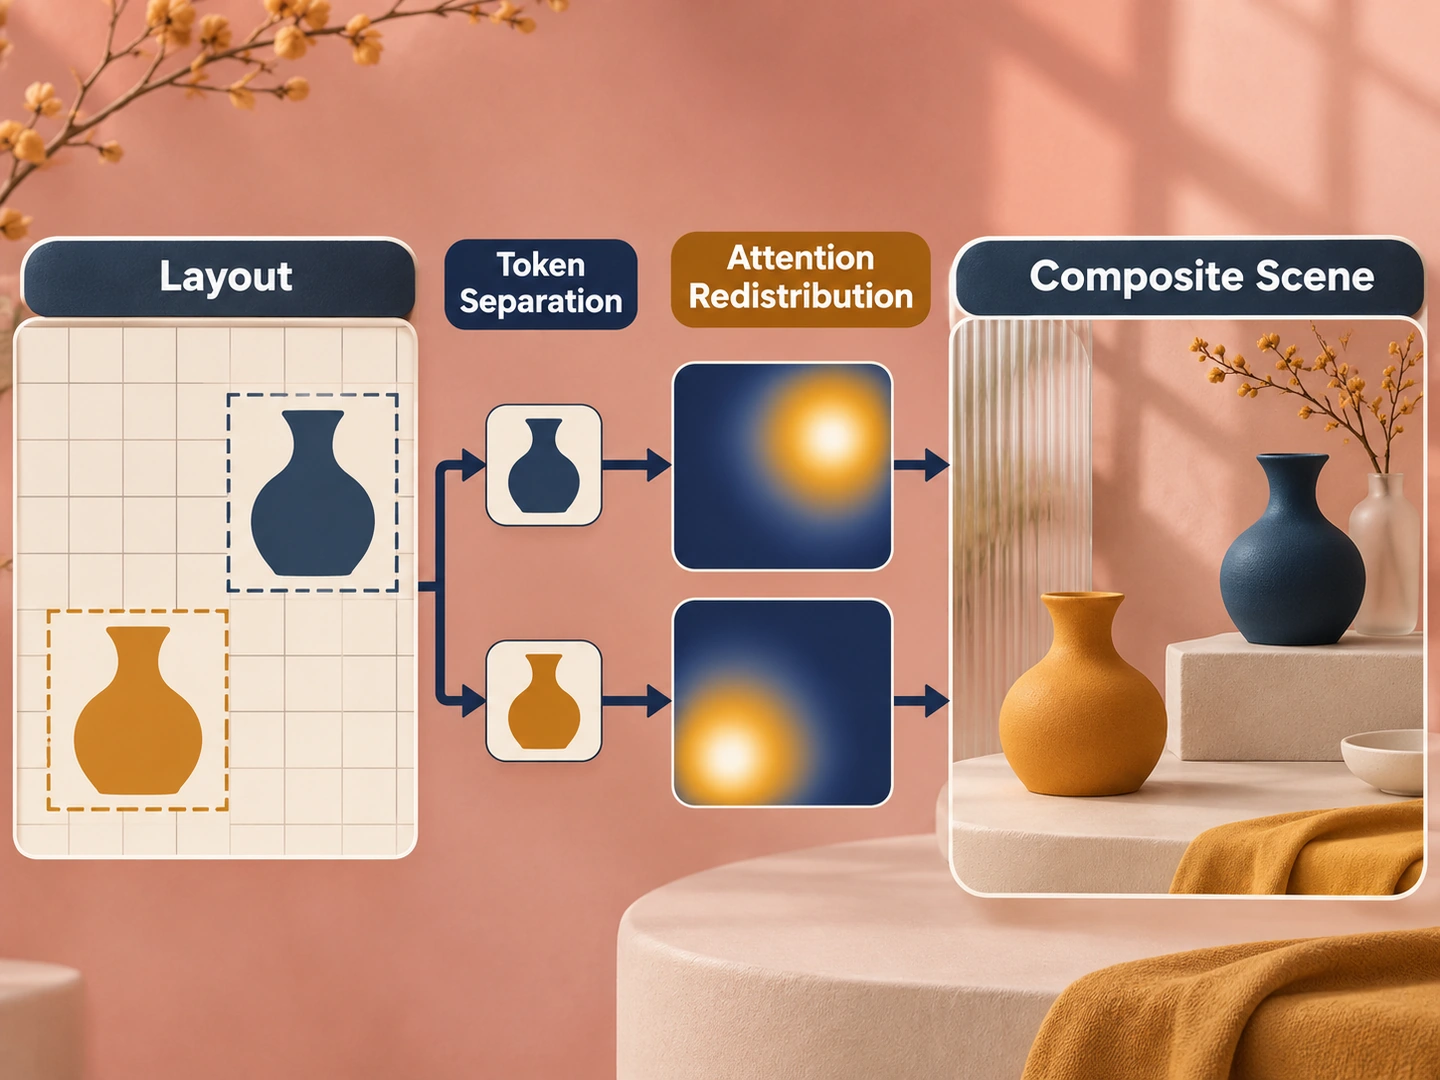 Layout
Token
Separation
Attention
Redistribution
Composite Scene